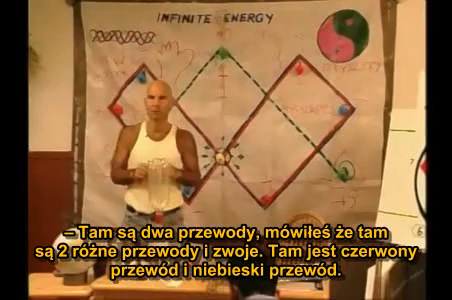 INFINITE ENERGY
– Tam są dwa przewody, mówiłeś że tam
są 2 różne przewody i zwoje. Tam jest czerwony
przewód i niebieski przewód.